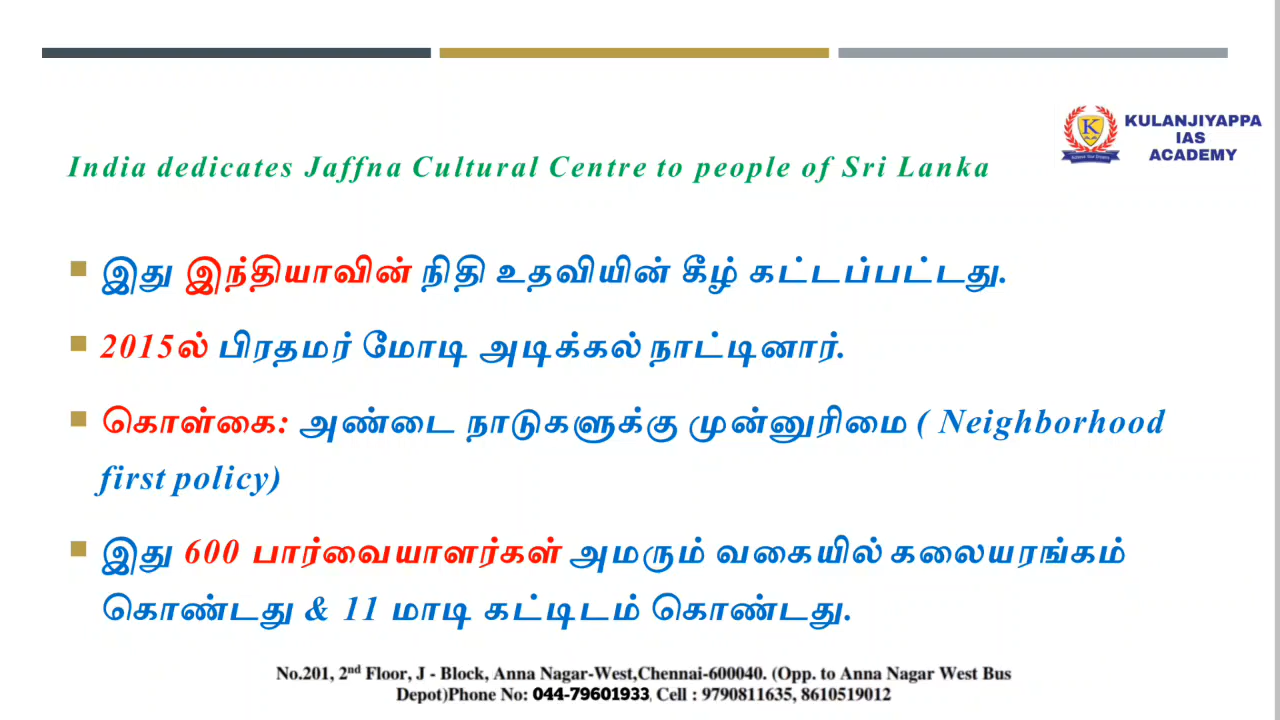 KULANJIYAPPA
IAS
ACADEMY
India dedicates Jaffna Cultural Centre to people of Sri Lanka
இது இந்தியாவின் நிதி உதவியின் கீழ் கட்டப்பட்டது.
2015ல் பிரதமர் மோடி அடிக்கல் நாட்டினார்.
கொள்கை: அண்டை நாடுகளுக்கு முன்னுரிமை ( Neighborhood
first policy)
இது 600 பார்வையாளர்கள் அமரும் வகையில் கலையரங்கம்
கொண்டது & 11 மாடி கட்டிடம் கொண்டது.
No.201, 2nd Floor, J - Block, Anna Nagar-West,Chennai-600040. (Opp. to Anna Nagar West Bus
Depot)Phone No: 044-79601933, Cell : 9790811635, 8610519012